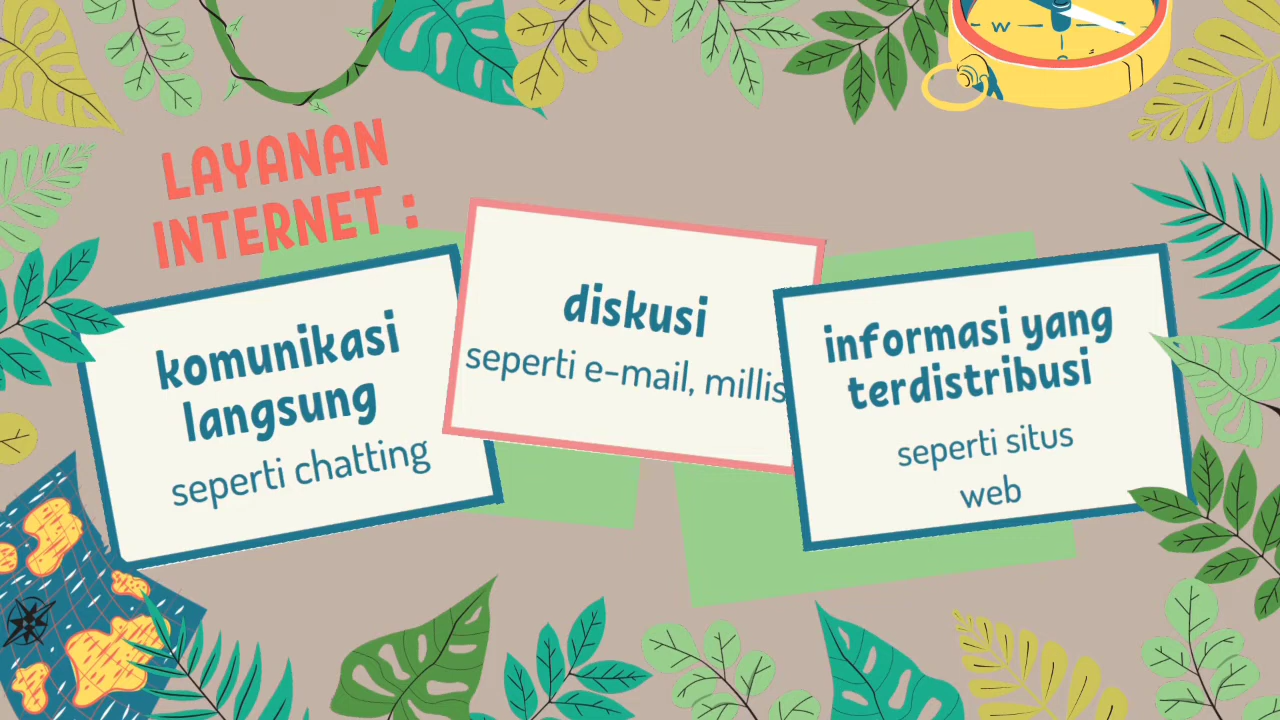 W
LAYANAN
INTERNET :
komunikasi
langsung
seperti chatting
diskusi
seperti e-mail, millis
informasi yang
terdistribusi
seperti situs
web